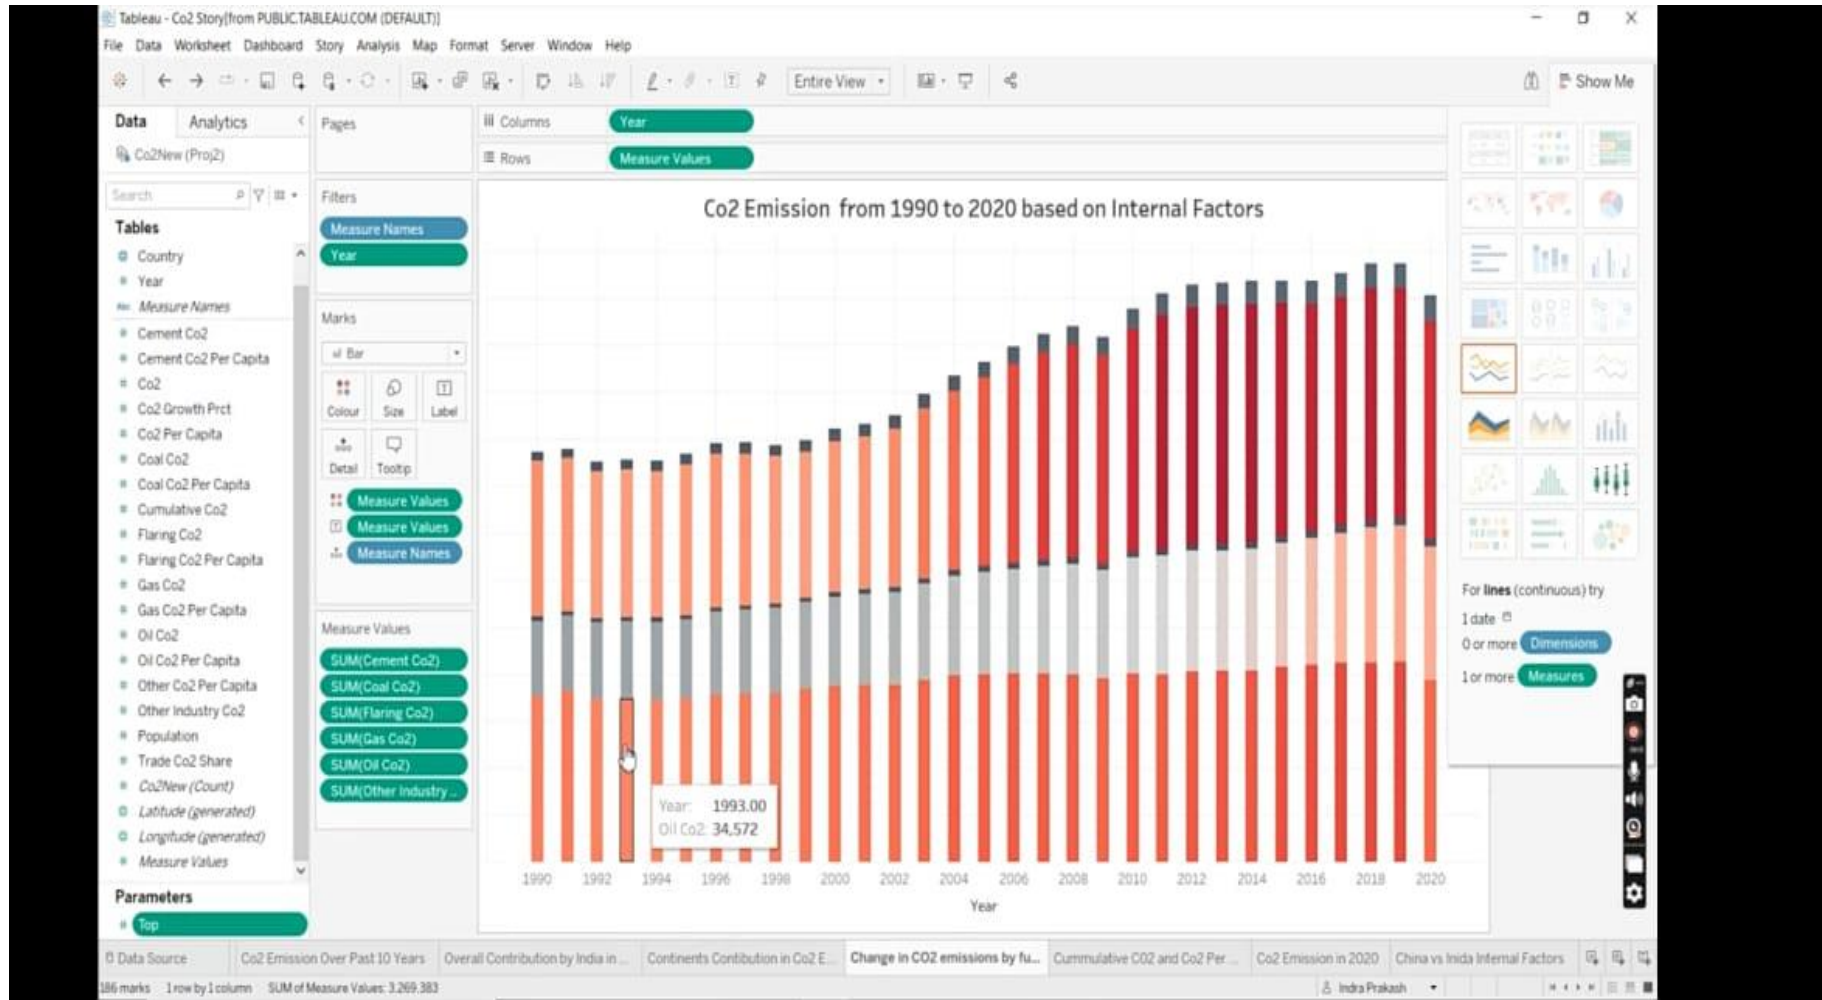 Tableau - Co2 Story[from PUBLIC.TABLEAU.COM (DEFAULT)]
File Data Worksheet Dashboard Story Analysis Map Format Server Window Help
Entire View
Show Me
Data Analytics
Co2New (Proj2)
Search
Tables
Country
Year
Measure Names
Cement Co2
Cement Co2 Per Capita
Co2
Co2 Growth Prct
Co2 Per Capita
Coal Co2
Coal Co2 Per Capita
Cumulative Co2
Flaring Co2
Flaring Co2 Per Capita
Gas Co2
Gas Co2 Per Capita
Oil Co2
Oil Co2 Per Capita
Other Co2 Per Capita
Other Industry Co2
Population
Trade Co2 Share
Co2New (Count)
Latitude (generated)
Longitude (generated)
Measure Values
Parameters
Top
Pages
Filters
Measure Names
Year
Marks
Bar
Colour Size Label
Detail Tooltip
Measure Values
Measure Values
Measure Names
Measure Values
SUM(Cement Co2)
SUM(Coal Co2)
SUM(Flaring Co2)
SUM(Gas Co2)
SUM(Oil Co2)
SUM(Other Industry ...
Columns Year
Rows Measure Values
Co2 Emission from 1990 to 2020 based on Internal Factors
Year: 1993.00
Oil Co2: 34,572
1990 1992 1994 1996 1998 2000 2002 2004 2006 2008 2010 2012 2014 2016 2018 2020
Year
For lines (continuous) try
1 date
0 or more Dimensions
1 or more Measures
Data Source Co2 Emission Over Past 10 Years Overall Contribution by India in ... Continents Contibution in Co2 E... Change in CO2 emissions by fu... Cummulative C02 and Co2 Per ... Co2 Emission in 2020 China vs Inida Internal Factors
186 marks 1 row by 1 column SUM of Measure Values: 3,269,383
Indra Prakash